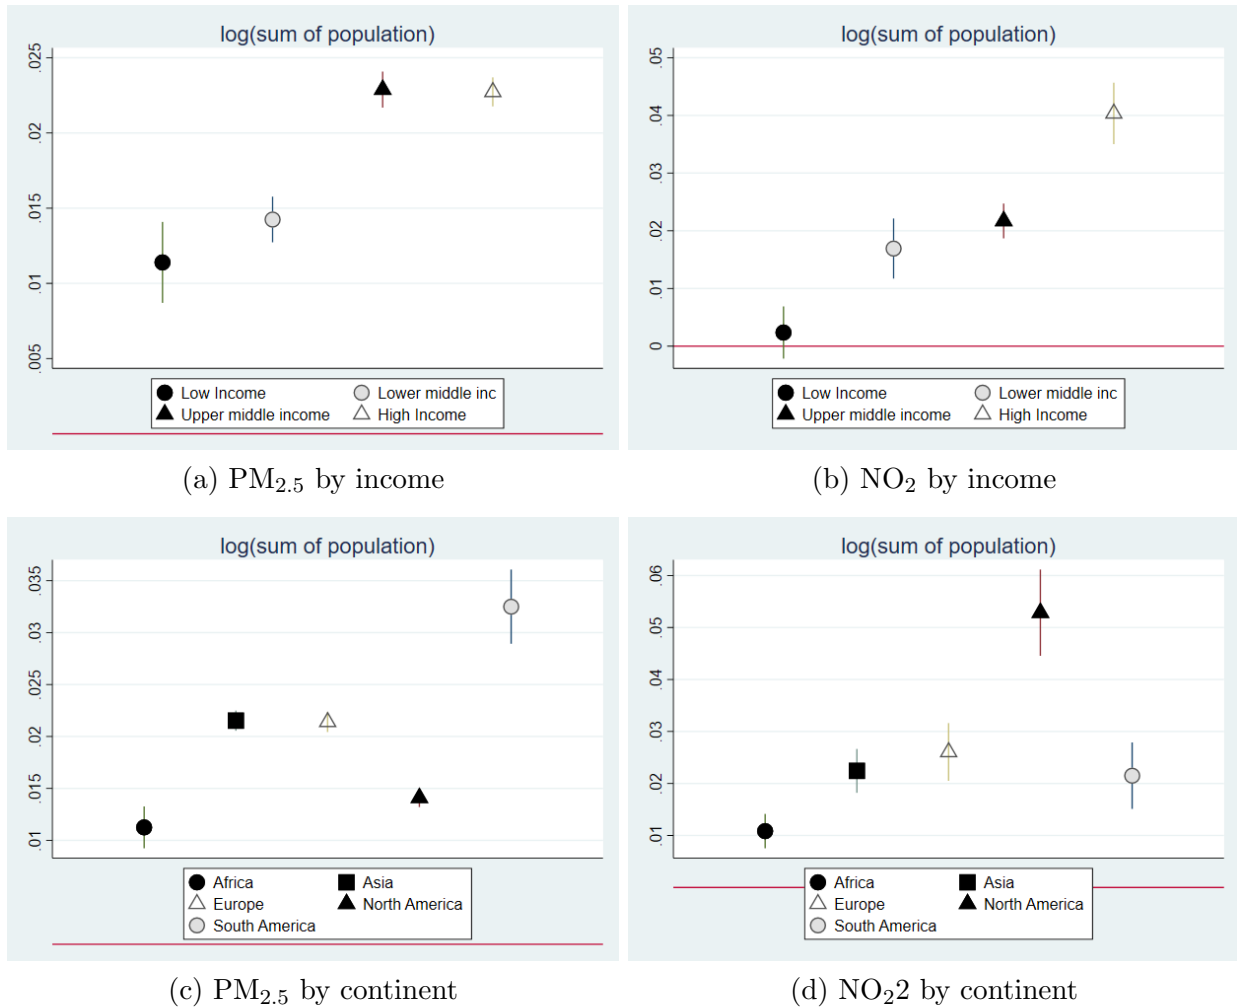 log(sum of population)
.025
.02
.015
.01
.005
Low Income Lower middle inc
Upper middle income High Income
(a) PM2.5 by income
log(sum of population)
.05
.04
.03
.02
.01
0
Low Income Lower middle inc
Upper middle income High Income
(b) NO2 by income
log(sum of population)
.035
.03
.025
.02
.015
.01
Africa Asia
Europe North America
South America
(c) PM2.5 by continent
log(sum of population)
.06
.05
.04
.03
.02
.01
Africa Asia
Europe North America
South America
(d) NO22 by continent